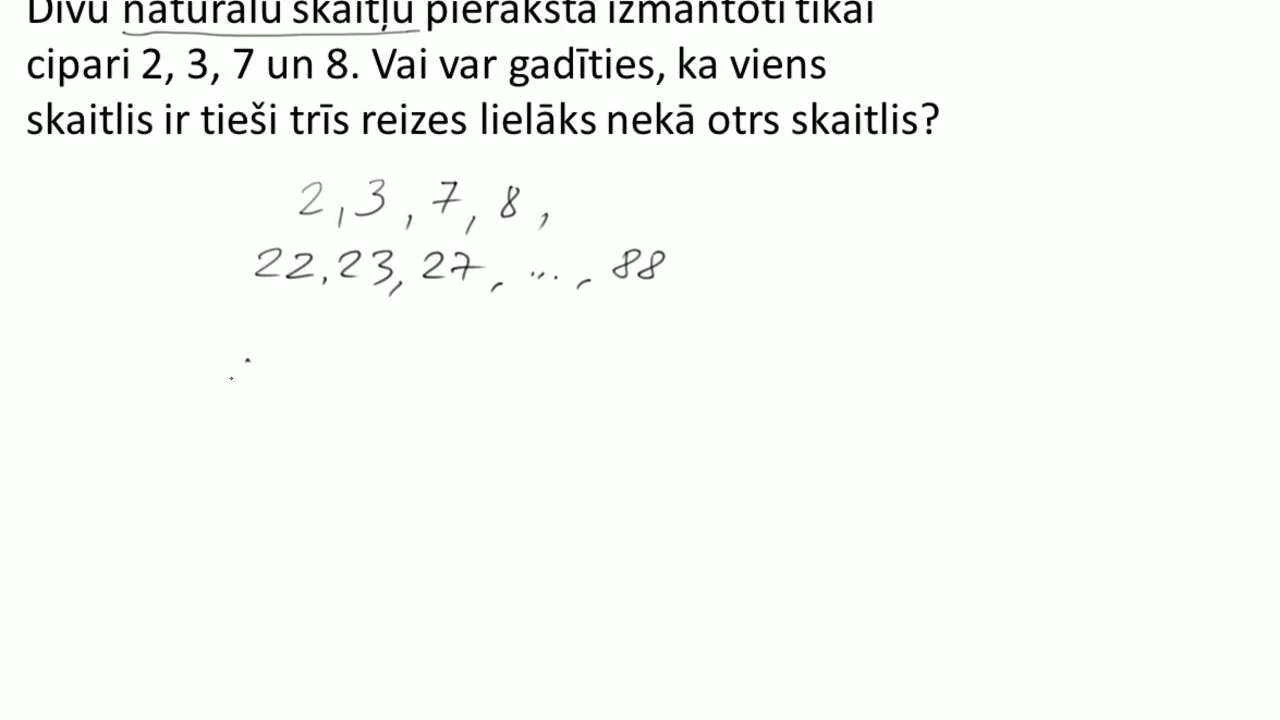 Divu naturālu skaitļu pierakstā izmantoti tikai
cipari 2, 3, 7 un 8. Vai var gadīties, ka viens
skaitlis ir tieši trīs reizes lielāks nekā otrs skaitlis?
2, 3, 7, 8,
22, 23, 27, ..., 88